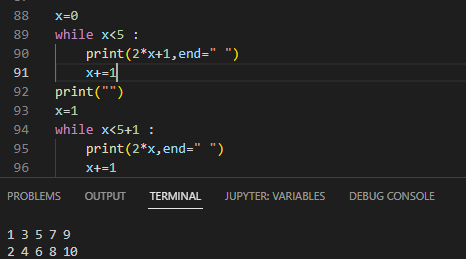 88 x=0
89 while x<5 :
90     print(2*x+1,end=" ")
91     x+=1
92 print("")
93 x=1
94 while x<5+1 :
95     print(2*x,end=" ")
96     x+=1
PROBLEMS OUTPUT TERMINAL JUPYTER: VARIABLES DEBUG CONSOLE
1 3 5 7 9
2 4 6 8 10